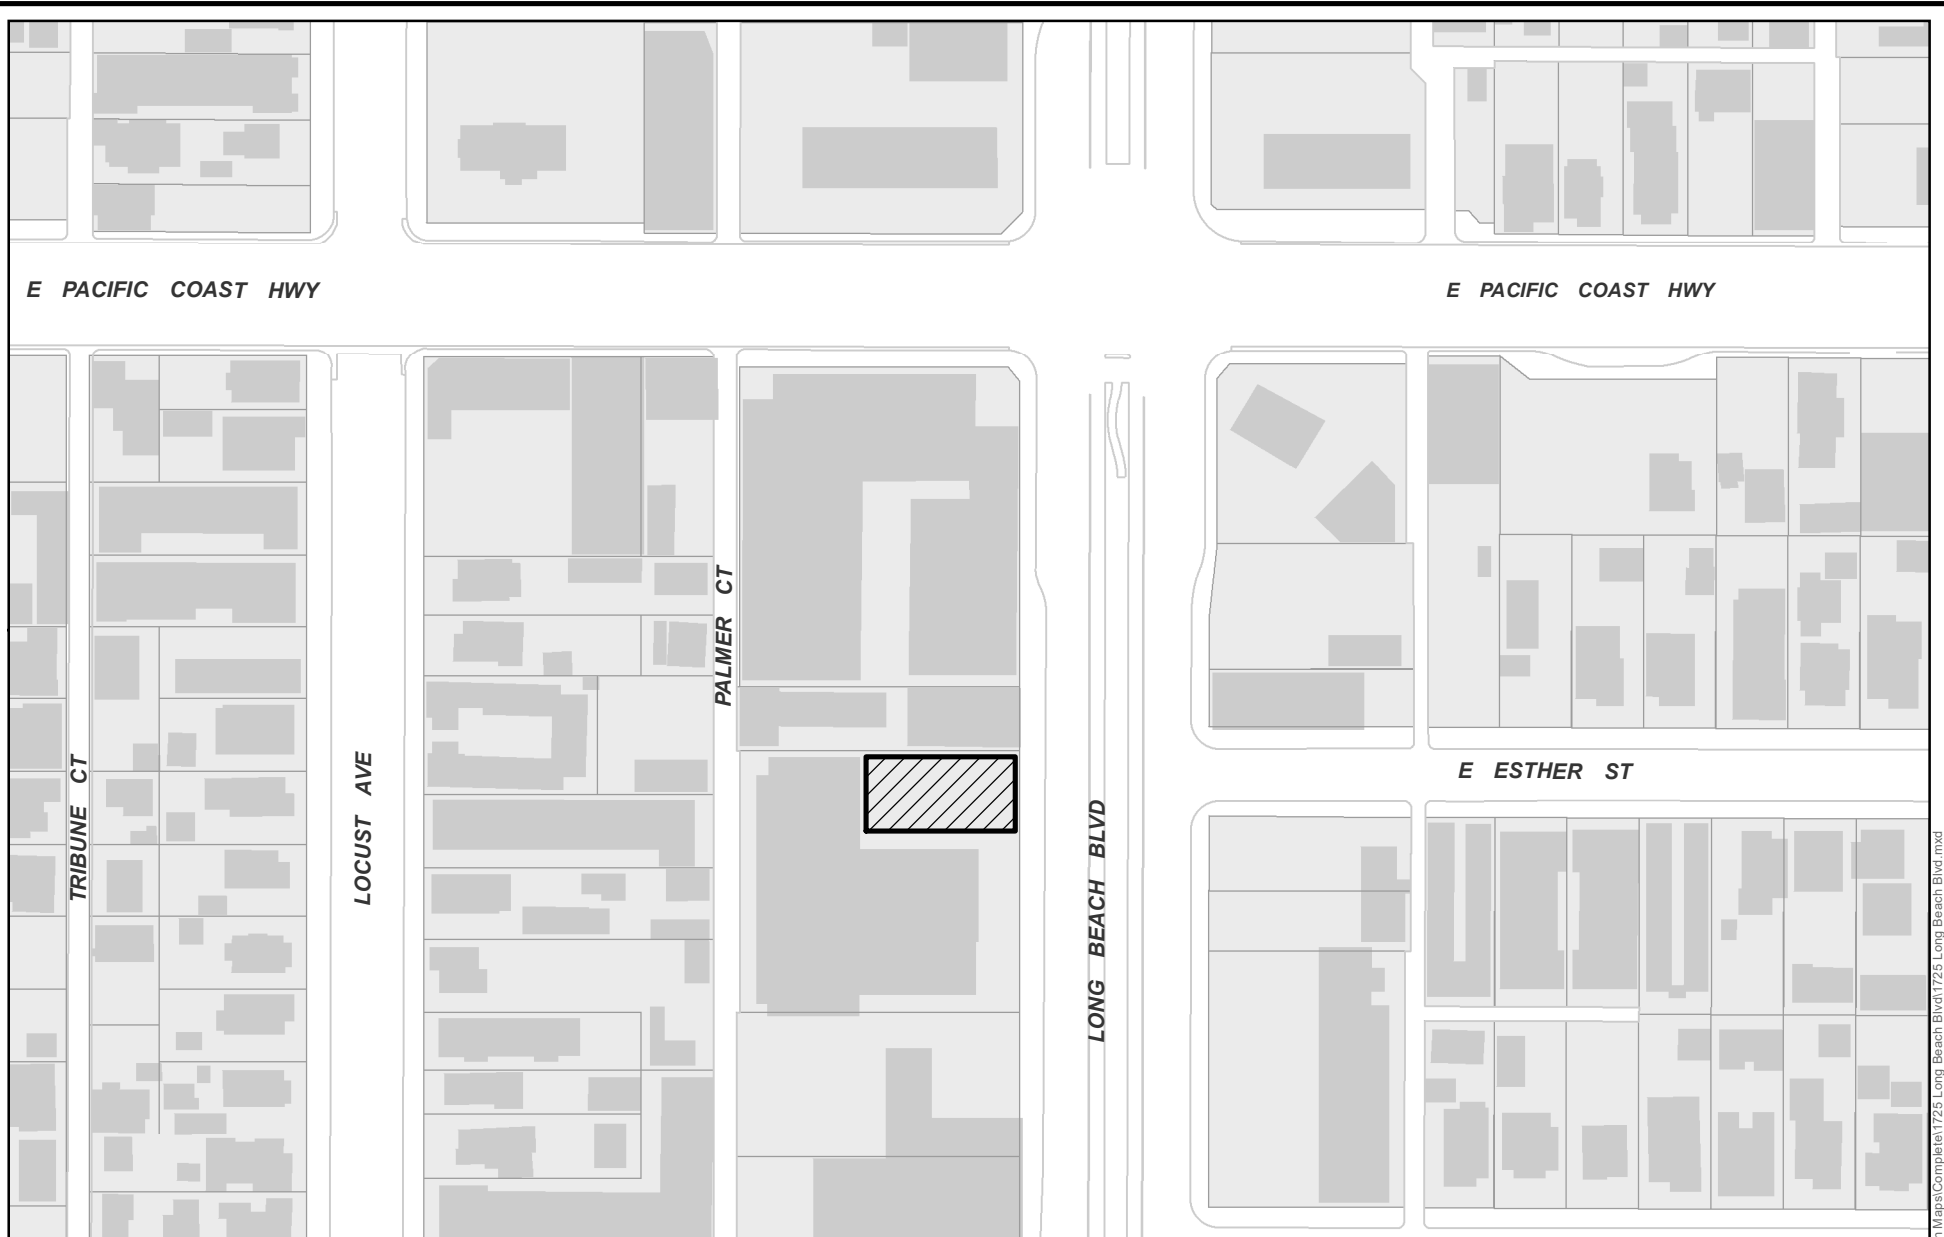 E PACIFIC COAST HWY
E PACIFIC COAST HWY
PALMER CT
TRIBUNE CT
LOCUST AVE
LONG BEACH BLVD
E ESTHER ST
Maps\Complete\1725 Long Beach Blvd\1725 Long Beach Blvd.mxd